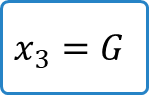 x₃ = G